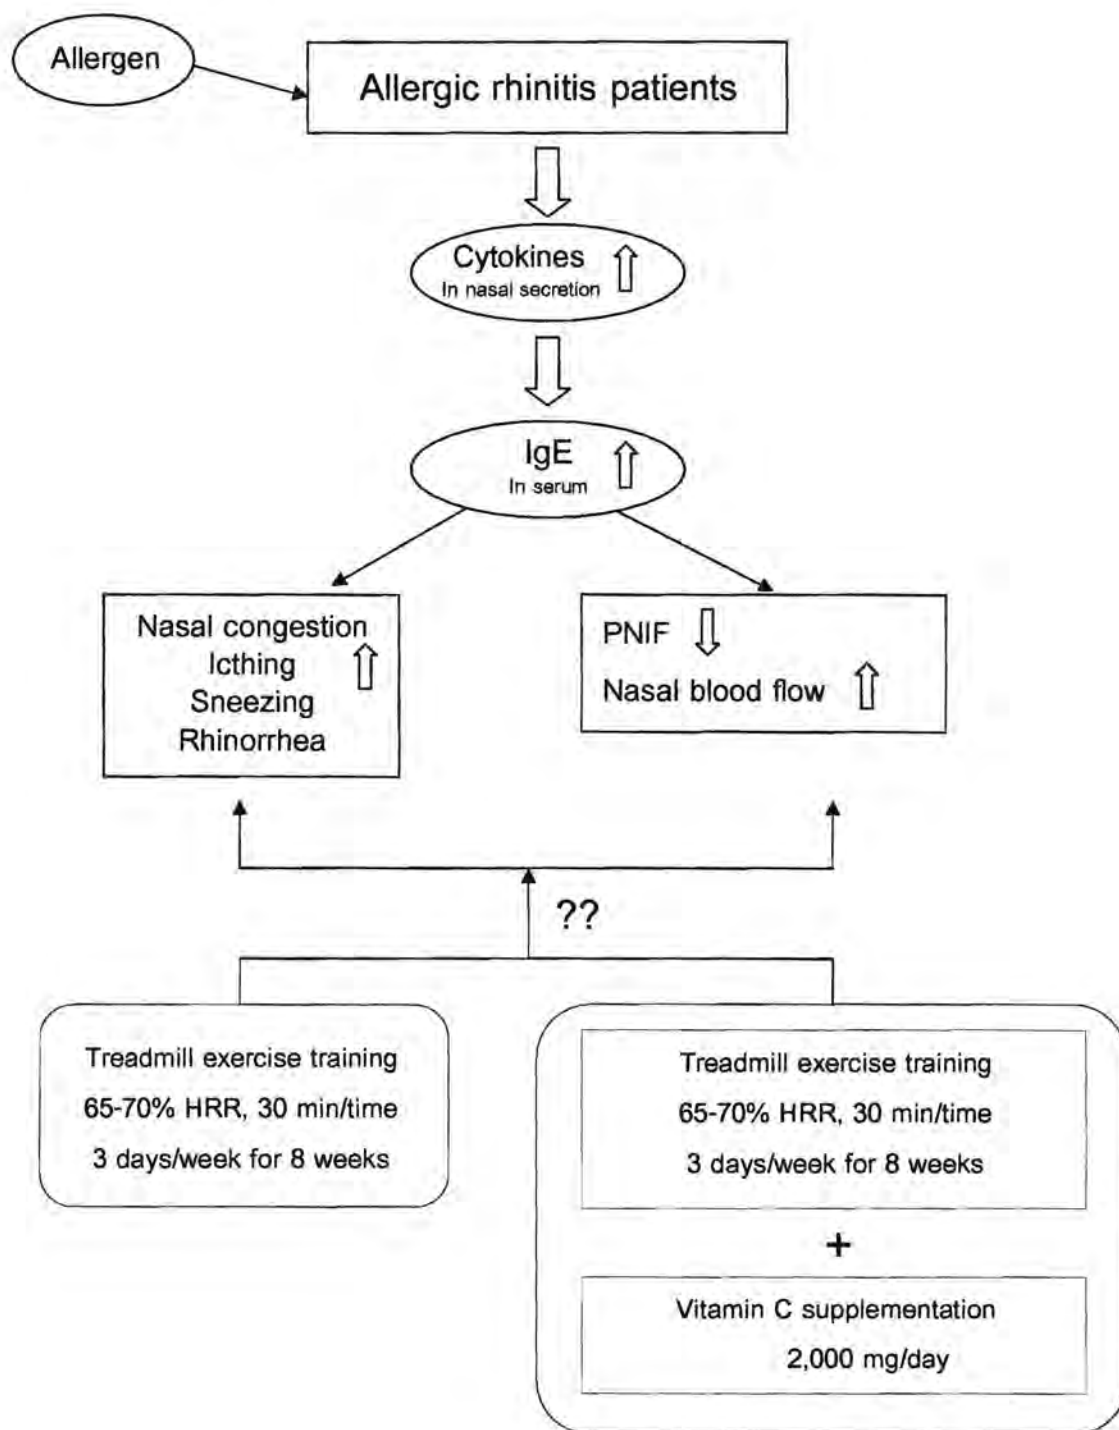 Allergen
Allergic rhinitis patients
Cytokines
In nasal secretion
IgE
In serum
Nasal congestion
Icthing
Sneezing
Rhinorrhea
PNIF
Nasal blood flow
??
Treadmill exercise training
65-70% HRR, 30 min/time
3 days/week for 8 weeks
Treadmill exercise training
65-70% HRR, 30 min/time
3 days/week for 8 weeks
+
Vitamin C supplementation
2,000 mg/day